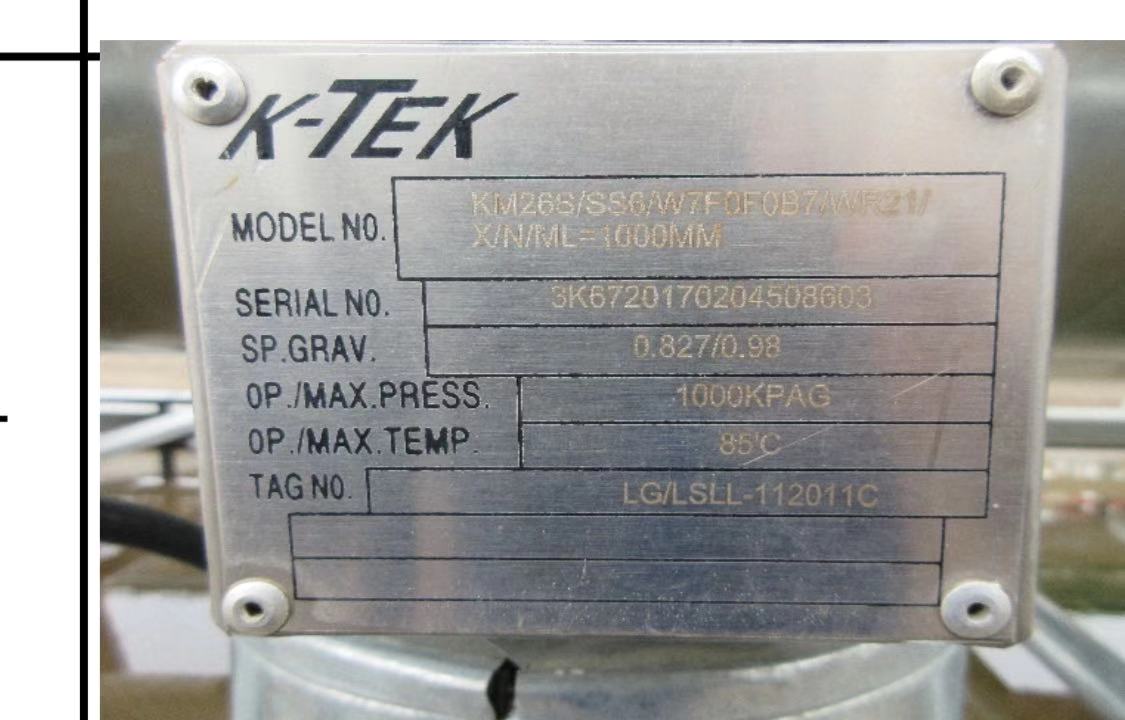 K-TEK
MODEL NO. KM26S/SS6/W7F0F0B7/WR21/
X/N/ML=1000MM
SERIAL NO. 3K6720170204508603
SP.GRAV. 0.827/0.98
OP./MAX.PRESS. 1000KPAG
OP./MAX.TEMP. 85'C
TAG NO. LG/LSLL-112011C